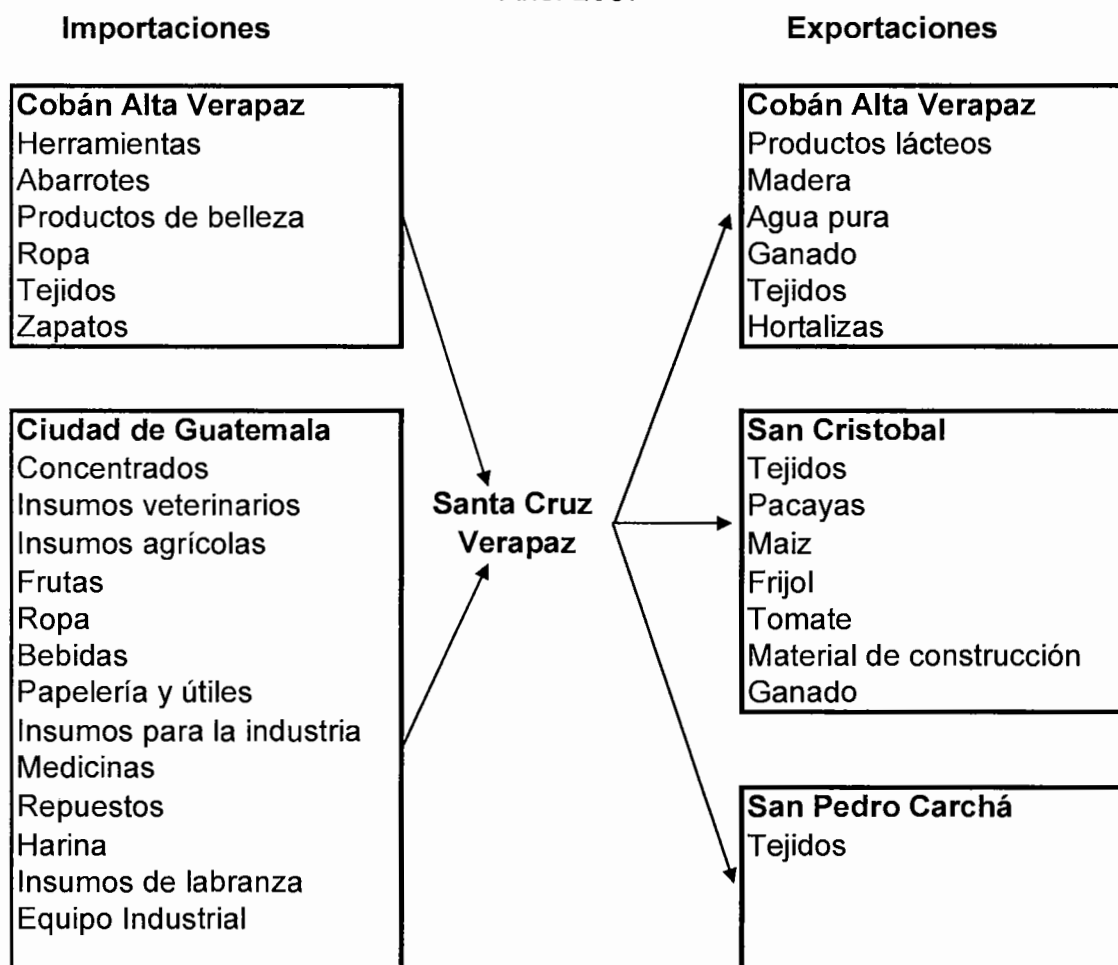 Importaciones
Exportaciones
Cobán Alta Verapaz
Herramientas
Abarrotes
Productos de belleza
Ropa
Tejidos
Zapatos
Ciudad de Guatemala
Concentrados
Insumos veterinarios
Insumos agrícolas
Frutas
Ropa
Bebidas
Papelería y útiles
Insumos para la industria
Medicinas
Repuestos
Harina
Insumos de labranza
Equipo Industrial
Santa Cruz
Verapaz
Cobán Alta Verapaz
Productos lácteos
Madera
Agua pura
Ganado
Tejidos
Hortalizas
San Cristobal
Tejidos
Pacayas
Maiz
Frijol
Tomate
Material de construcción
Ganado
San Pedro Carchá
Tejidos